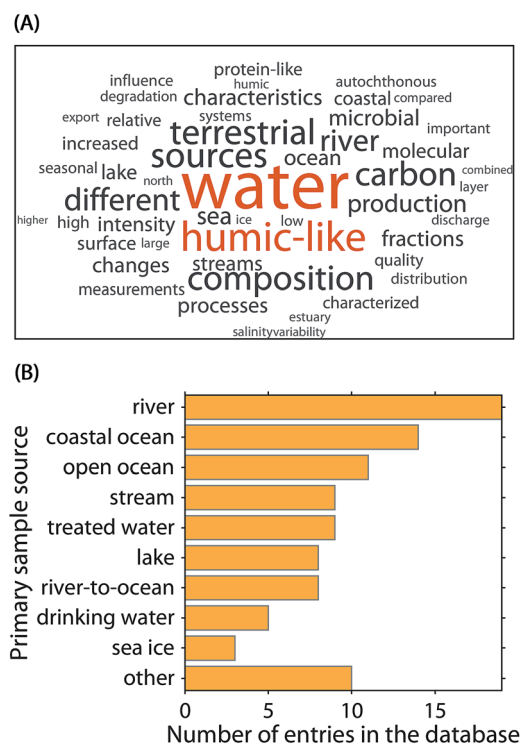 (A)
protein-like
influence
humic
autochthonous
degradation
characteristics
coastal
compared
export
relative
systems
microbial
important
increased
terrestrial
river
molecular
sources
ocean
seasonal
lake
north
water
carbon
combined
layer
different
production
higher
high
intensity
sea
ice
low
discharge
surface
large
humic-like
fractions
changes
streams
quality
composition
distribution
measurements
processes
characterized
estuary
salinity
variability
(B)
Primary sample source
river
coastal ocean
open ocean
stream
treated water
lake
river-to-ocean
drinking water
sea ice
other
0 5 10 15
Number of entries in the database